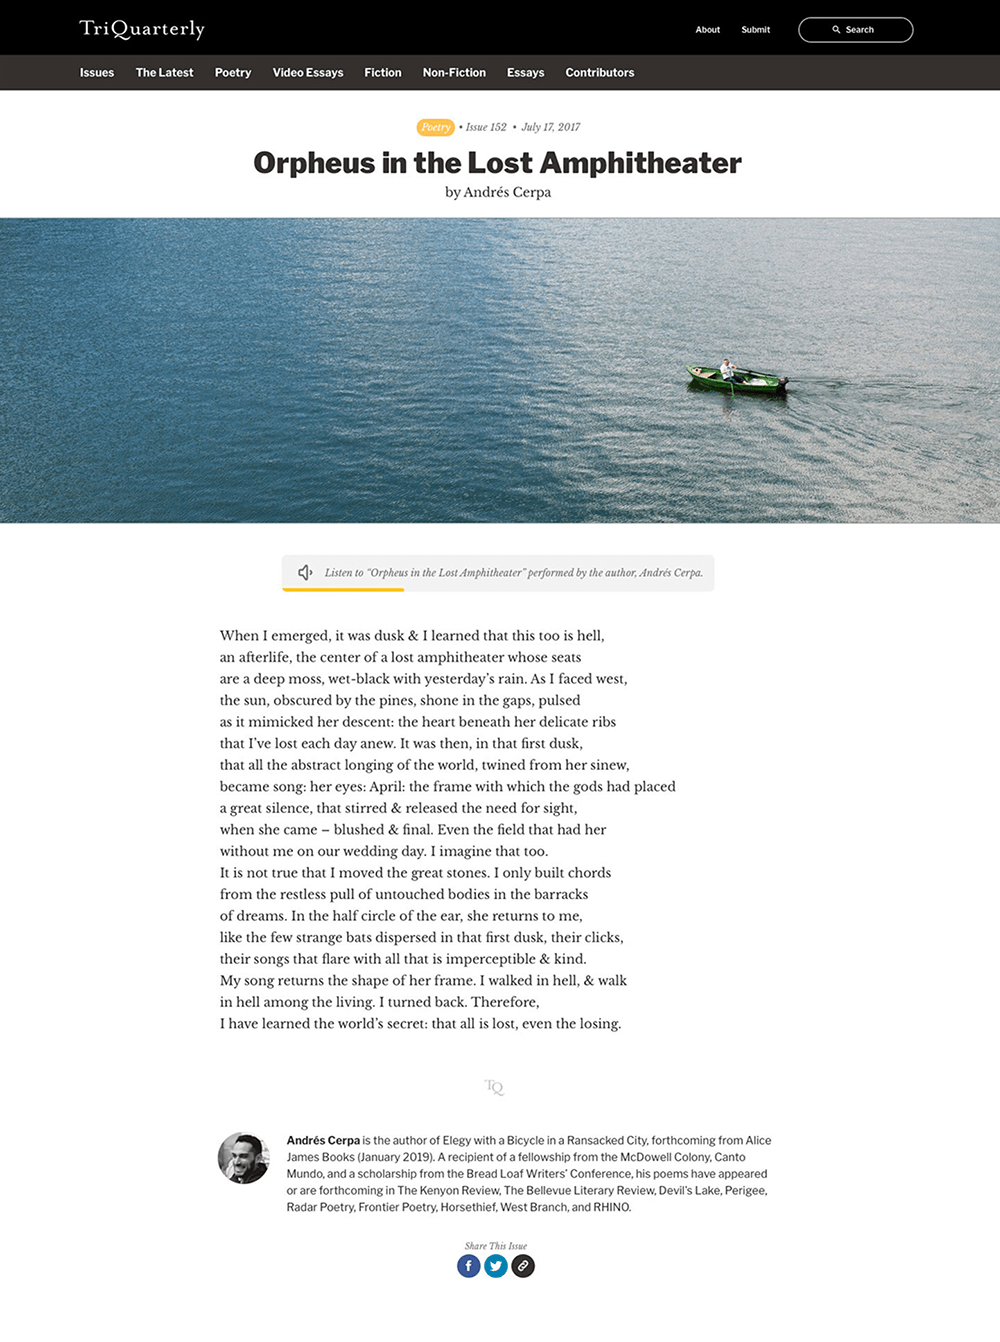 TriQuarterly
About Submit Search
Issues The Latest Poetry Video Essays Fiction Non-Fiction Essays Contributors
Poetry • Issue 152 • July 17, 2017
Orpheus in the Lost Amphitheater
by Andrés Cerpa
Listen to “Orpheus in the Lost Amphitheater” performed by the author, Andrés Cerpa.
When I emerged, it was dusk & I learned that this too is hell,
an afterlife, the center of a lost amphitheater whose seats
are a deep moss, wet-black with yesterday’s rain. As I faced west,
the sun, obscured by the pines, shone in the gaps, pulsed
as it mimicked her descent: the heart beneath her delicate ribs
that I’ve lost each day anew. It was then, in that first dusk,
that all the abstract longing of the world, twined from her sinew,
became song: her eyes: April: the frame with which the gods had placed
a great silence, that stirred & released the need for sight,
when she came – blushed & final. Even the field that had her
without me on our wedding day. I imagine that too.
It is not true that I moved the great stones. I only built chords
from the restless pull of untouched bodies in the barracks
of dreams. In the half circle of the ear, she returns to me,
like the few strange bats dispersed in that first dusk, their clicks,
their songs that flare with all that is imperceptible & kind.
My song returns the shape of her frame. I walked in hell, & walk
in hell among the living. I turned back. Therefore,
I have learned the world’s secret: that all is lost, even the losing.
TQ
Andrés Cerpa is the author of Elegy with a Bicycle in a Ransacked City, forthcoming from Alice
James Books (January 2019). A recipient of a fellowship from the McDowell Colony, Canto
Mundo, and a scholarship from the Bread Loaf Writers’ Conference, his poems have appeared
or are forthcoming in The Kenyon Review, The Bellevue Literary Review, Devil’s Lake, Perigee,
Radar Poetry, Frontier Poetry, Horsethief, West Branch, and RHINO.
Share This Issue